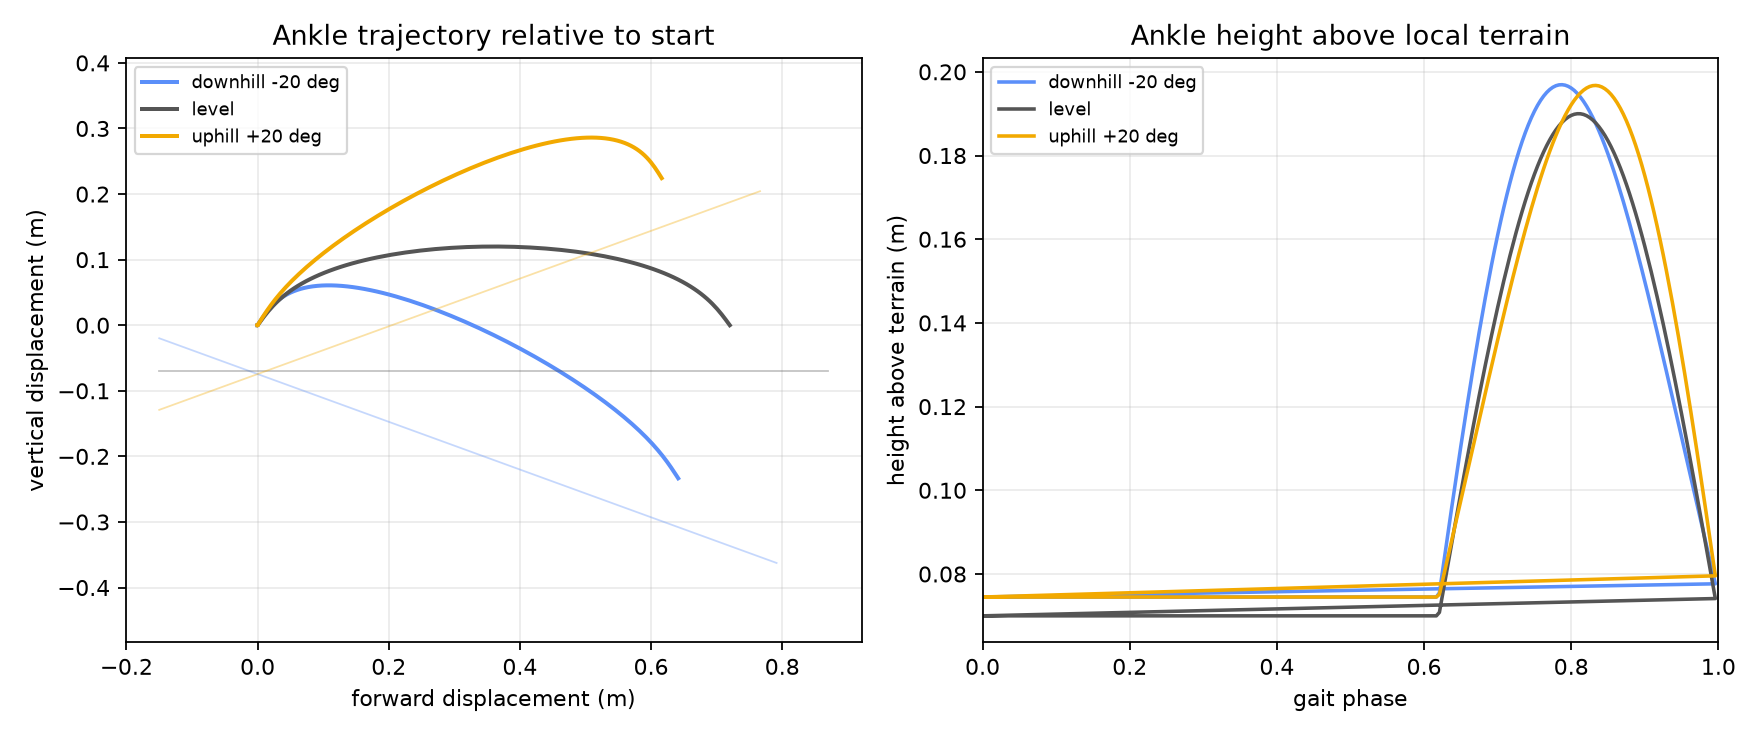 Ankle trajectory relative to start
downhill -20 deg
level
uphill +20 deg
0.4
0.3
0.2
0.1
0.0
−0.1
−0.2
−0.3
−0.4
vertical displacement (m)
−0.2
0.0
0.2
0.4
0.6
0.8
forward displacement (m)
Ankle height above local terrain
downhill -20 deg
level
uphill +20 deg
0.20
0.18
0.16
0.14
0.12
0.10
0.08
height above terrain (m)
0.0
0.2
0.4
0.6
0.8
1.0
gait phase